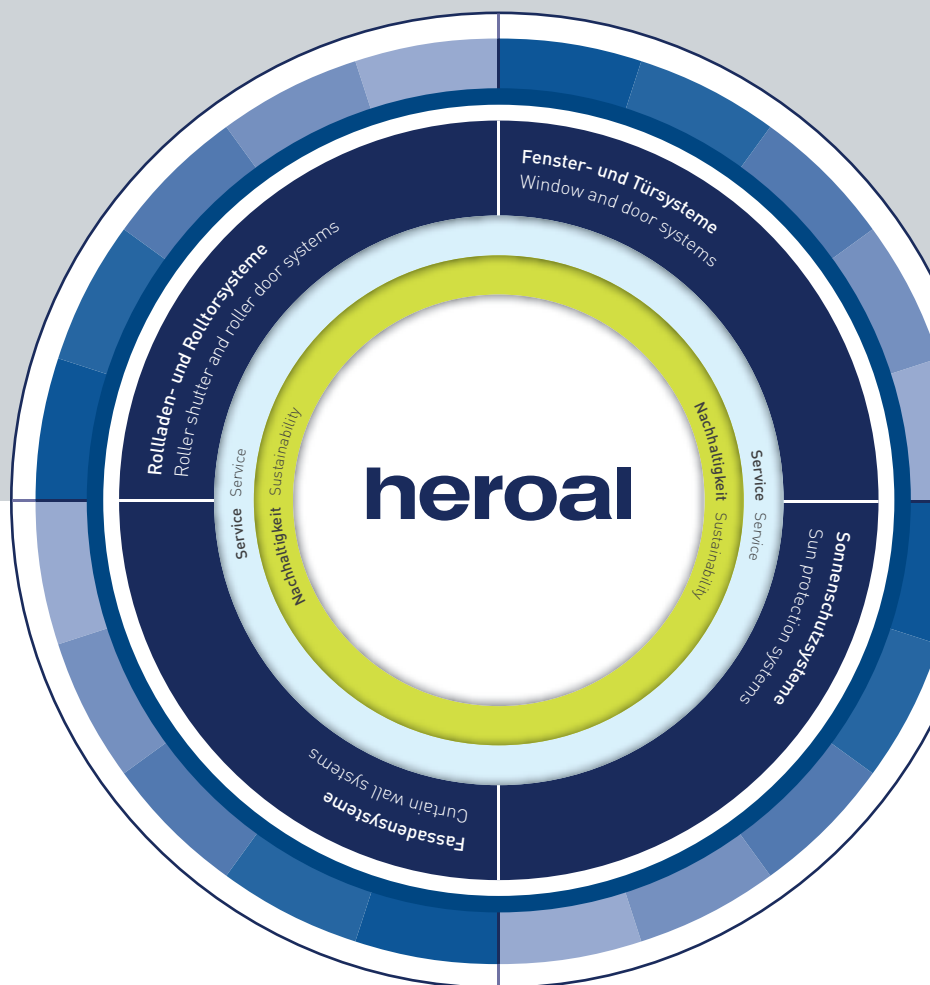 Fenster- und Türsysteme
Window and door systems
Rollladen- und Rolltorsysteme
Roller shutter and roller door systems
Service Service
Nachhaltigkeit Sustainability
heroal
Nachhaltigkeit Sustainability
Service Service
Sonnenschutzsysteme
Sun protection systems
Fassadensysteme
Curtain wall systems